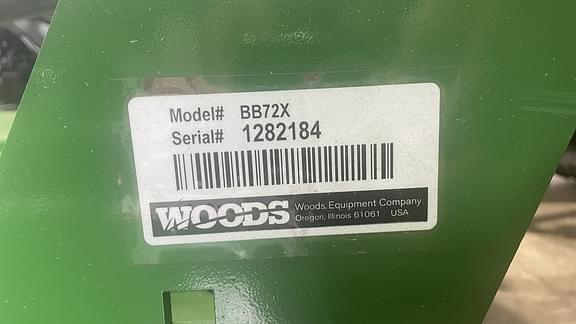 Model# BB72X
Serial# 1282184
WOODS
Woods Equipment Company
Oregon, Illinois 61061 USA